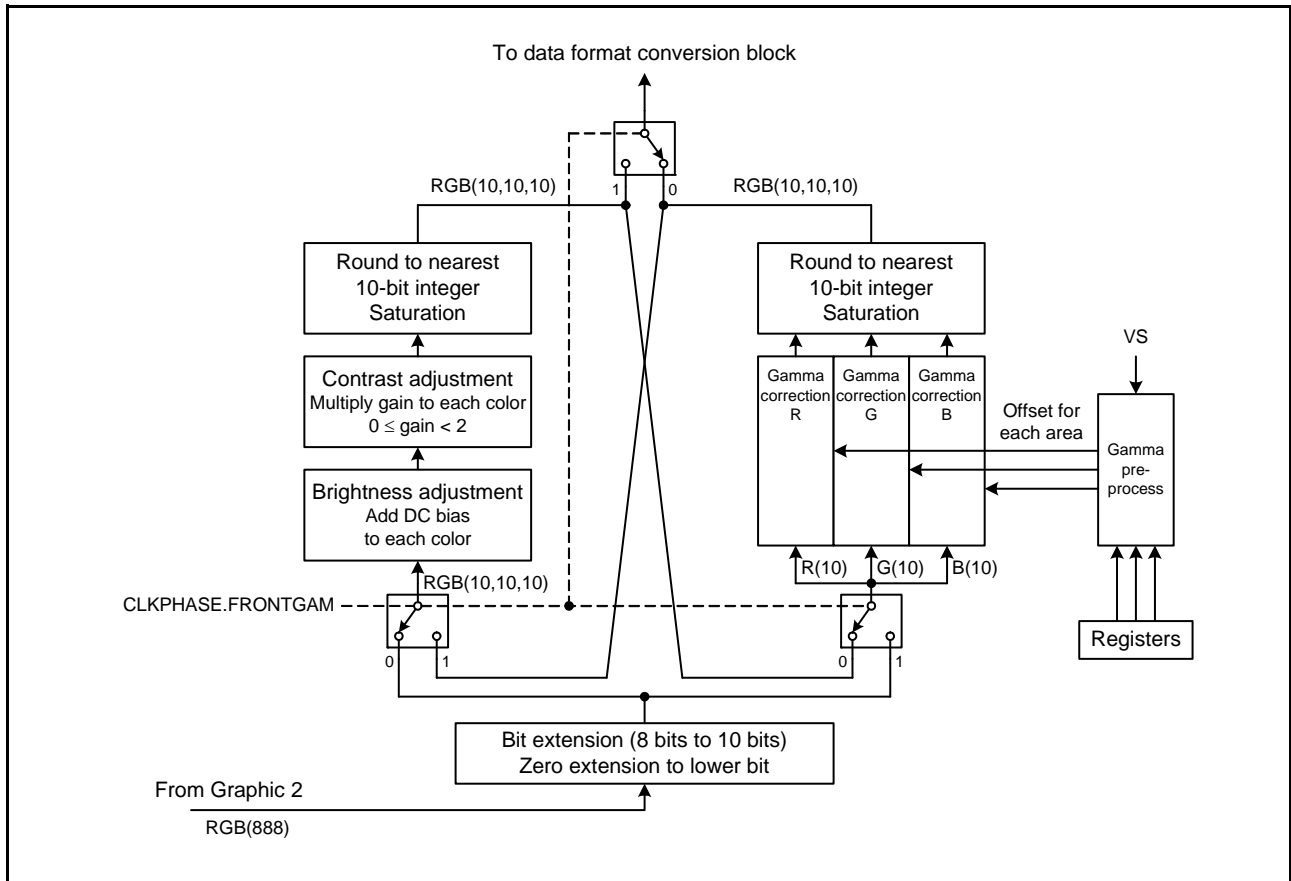 To data format conversion block
RGB(10,10,10)
1
0
RGB(10,10,10)
Round to nearest
10-bit integer
Saturation
Round to nearest
10-bit integer
Saturation
VS
Contrast adjustment
Multiply gain to each color
0 ≤ gain < 2
Gamma
correction
R
Gamma
correction
G
Gamma
correction
B
Offset for
each area
Gamma
pre-
process
Brightness adjustment
Add DC bias
to each color
RGB(10,10,10)
R(10)
G(10)
B(10)
CLKPHASE.FRONTGAM
0
1
0
1
Registers
Bit extension (8 bits to 10 bits)
Zero extension to lower bit
From Graphic 2
RGB(888)